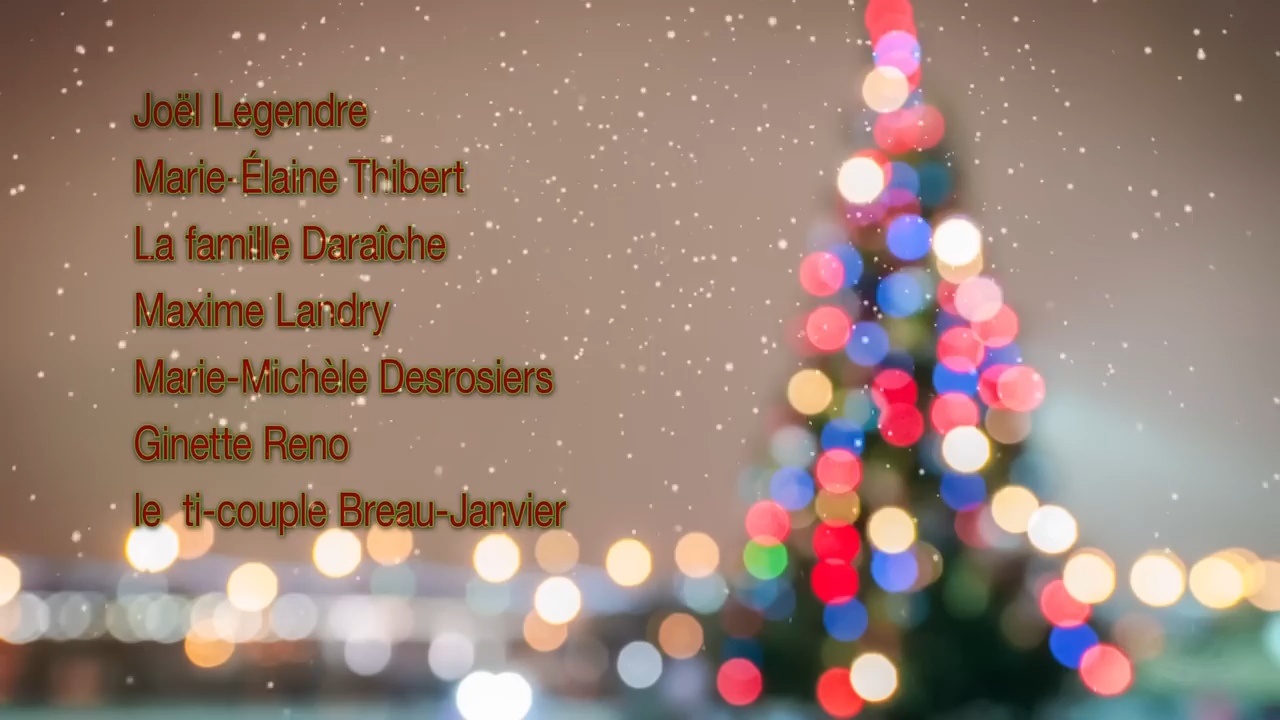 Joël Legendre
Marie-Élaine Thibert
La famille Daraîche
Maxime Landry
Marie-Michèle Desrosiers
Ginette Reno
le  ti-couple Breau-Janvier